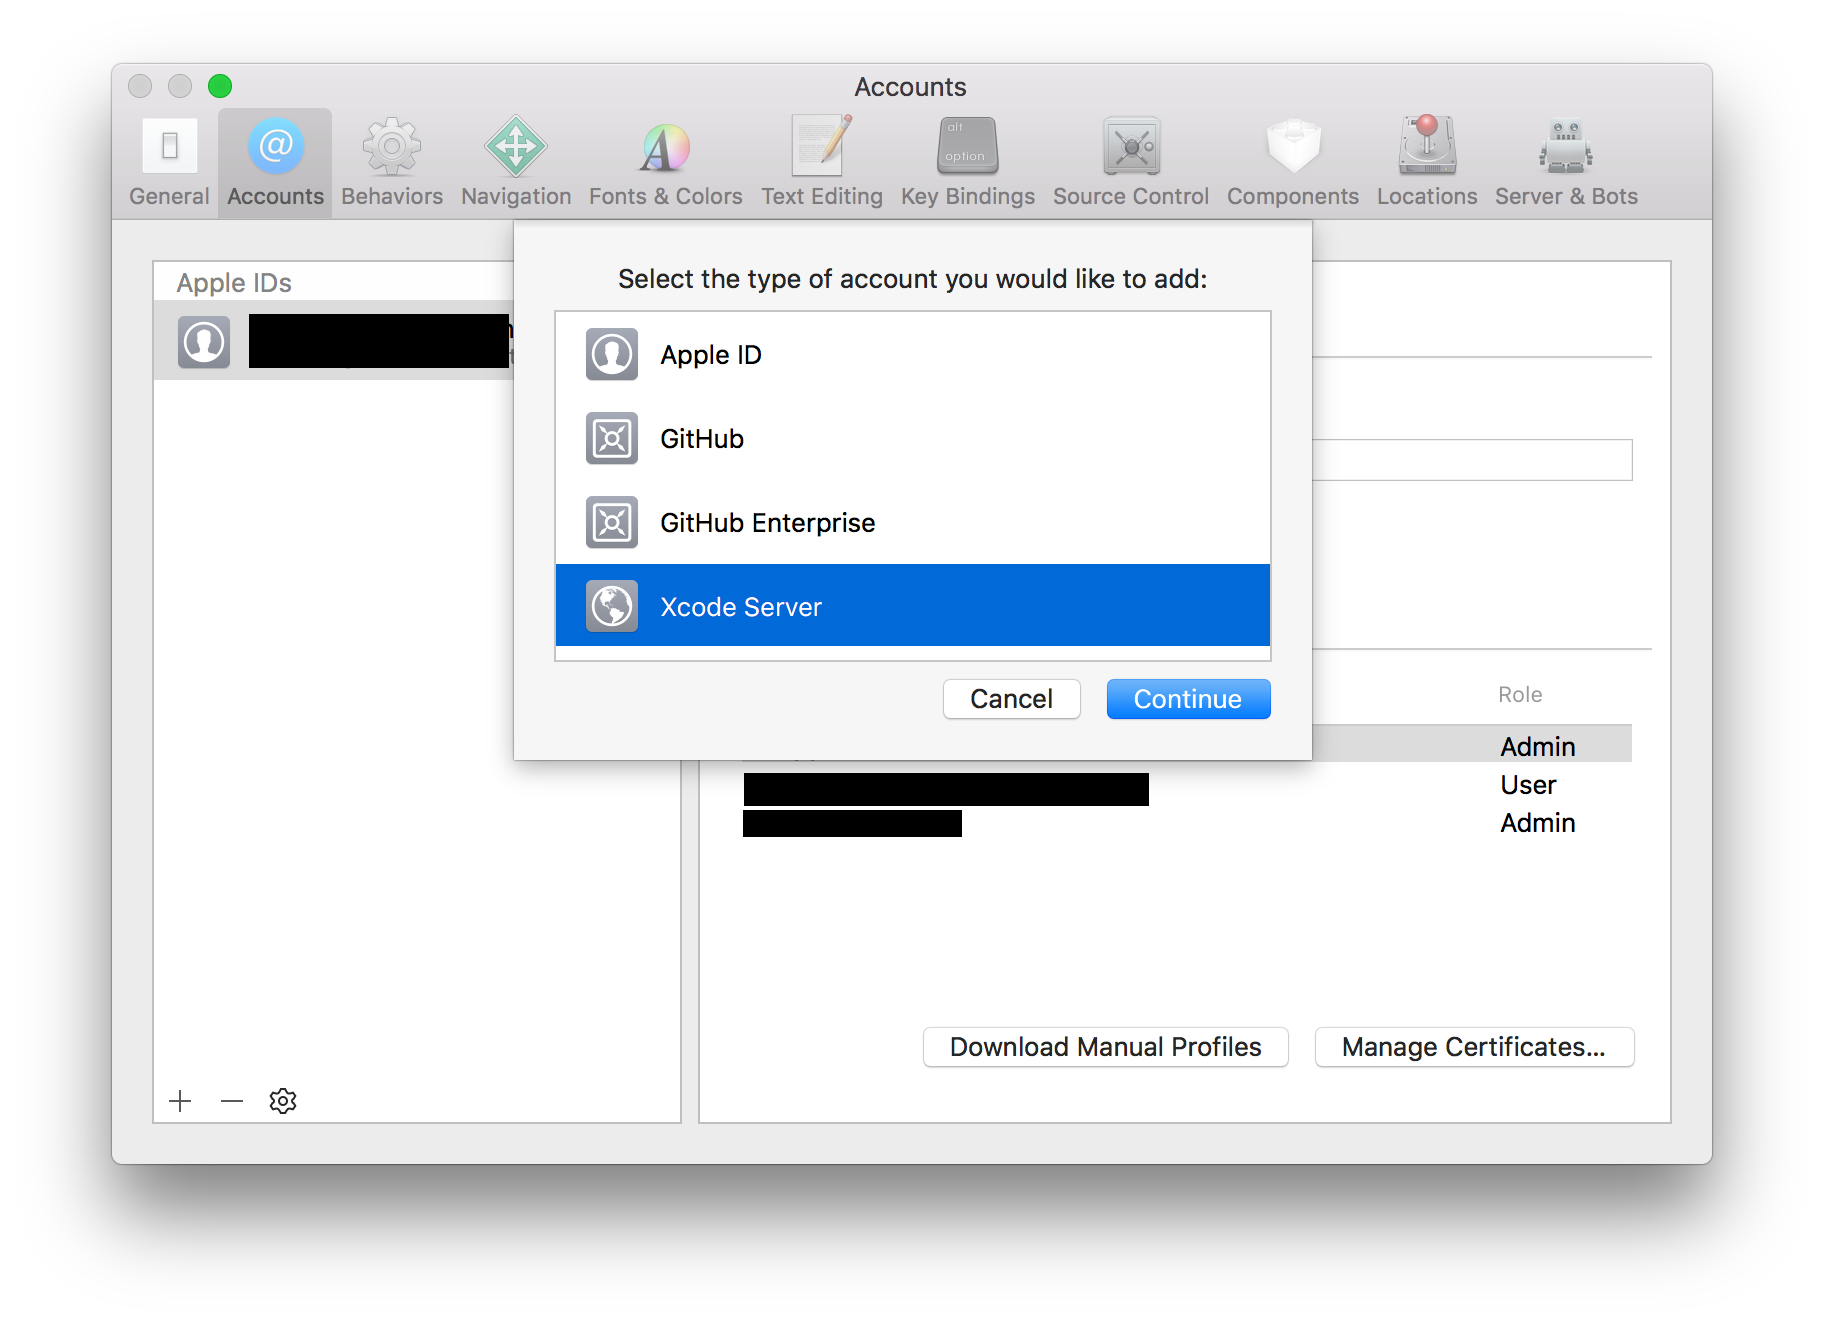 Accounts
alt
option
General Accounts Behaviors Navigation Fonts & Colors Text Editing Key Bindings Source Control Components Locations Server & Bots
Apple IDs
Select the type of account you would like to add:
Apple ID
GitHub
GitHub Enterprise
Xcode Server
Cancel Continue
Role
Admin
User
Admin
Download Manual Profiles Manage Certificates...